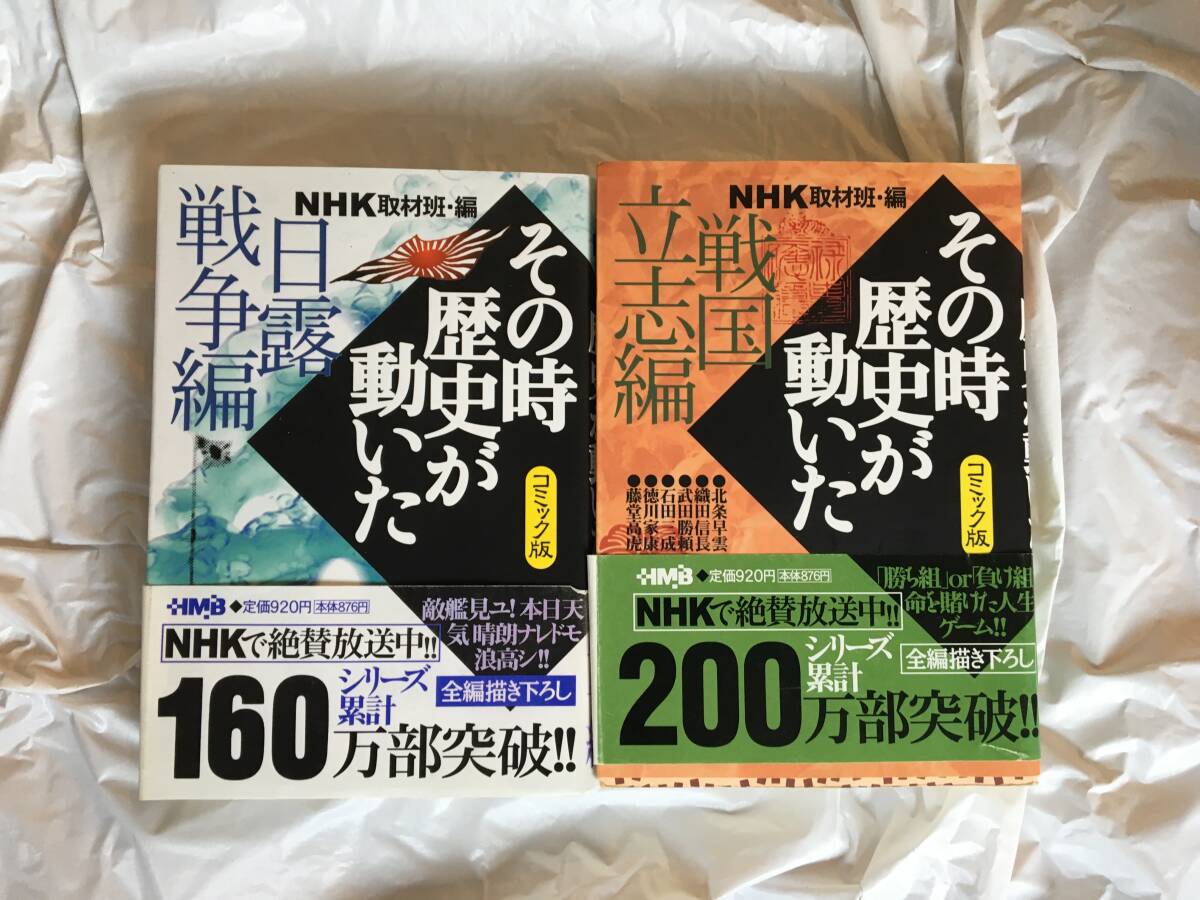 NHK取材班・編
その時
歴史が
動いた
コミック版
日露
戦争編
HMB ◆定価920円 本体876円
NHKで絶賛放送中!!
敵艦見ユ!本日天
気晴朗ナレドモ
浪高シ!!
160
シリーズ
累計
全編描き下ろし
万部突破!!
NHK取材班・編
その時
歴史が
動いた
コミック版
戦国
立志編
●北条早雲
●織田信長
●武田勝頼
●石田三成
●徳川家康
●藤堂高虎
HMB ◆定価920円 本体876円
NHKで絶賛放送中!!
「勝ち組」or「負け組
命を賭けた人生
ゲーム!!
200
シリーズ
累計
全編描き下ろし
万部突破!!